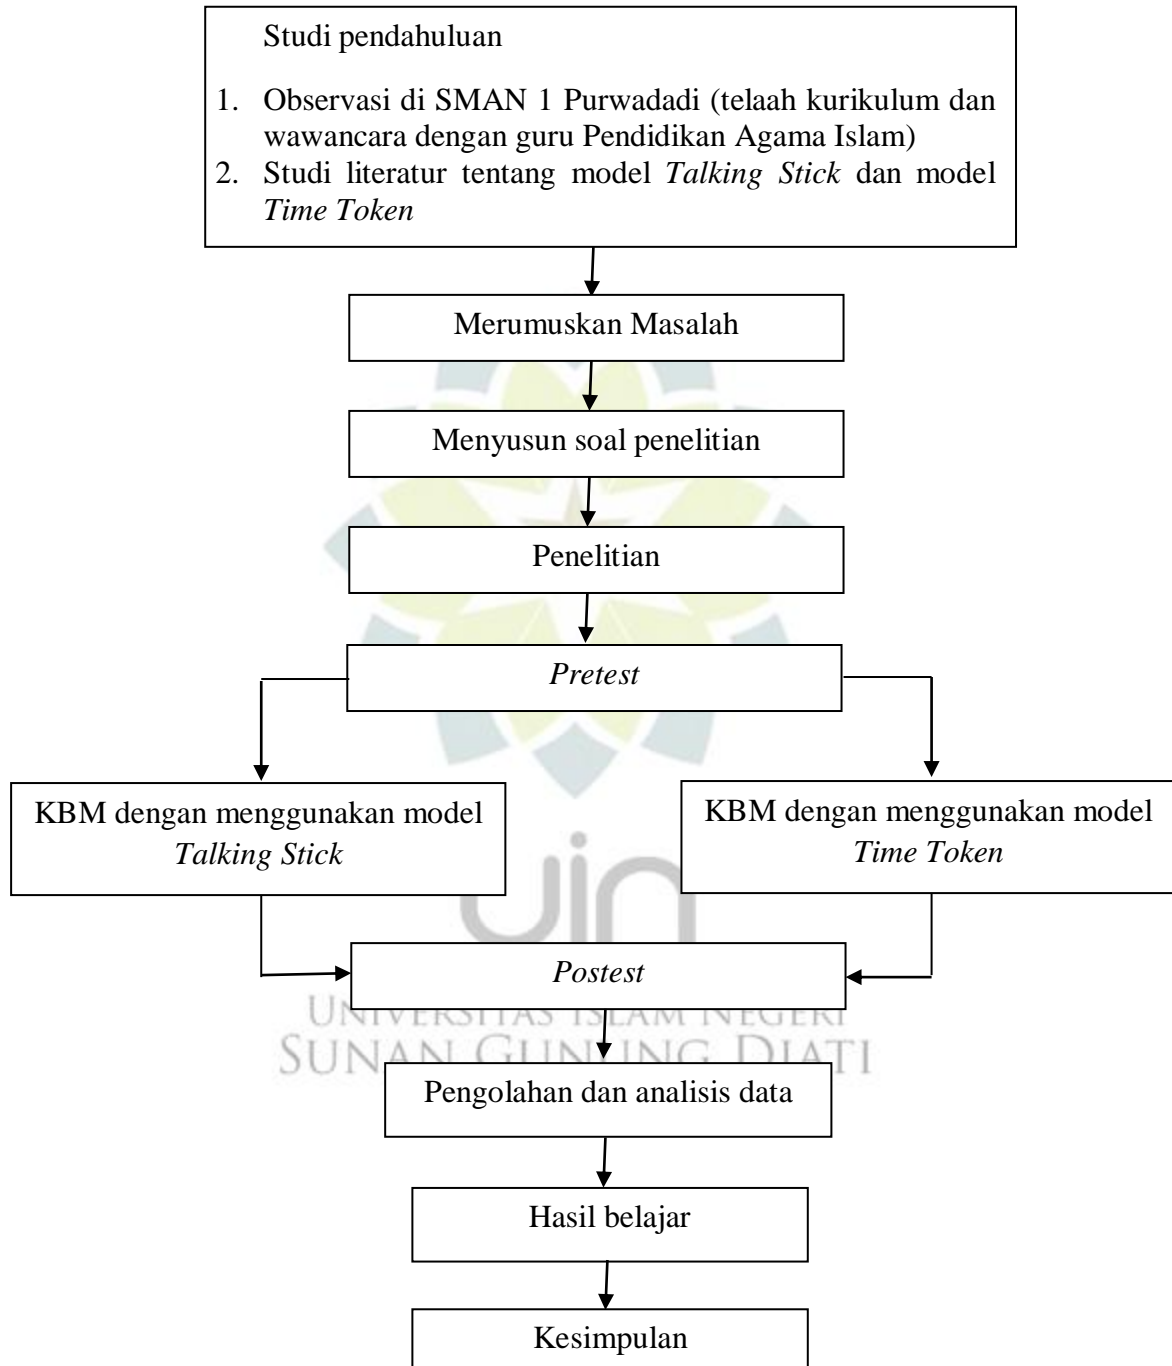 Studi pendahuluan
1. Observasi di SMAN 1 Purwadadi (telaah kurikulum dan
wawancara dengan guru Pendidikan Agama Islam)
2. Studi literatur tentang model Talking Stick dan model
Time Token
Merumuskan Masalah
Menyusun soal penelitian
Penelitian
Pretest
KBM dengan menggunakan model
Talking Stick
KBM dengan menggunakan model
Time Token
uin
Postest
UNIVERSITAS ISLAM NEGERI
SUNAN GUNUNG DJATI
Pengolahan dan analisis data
Hasil belajar
Kesimpulan